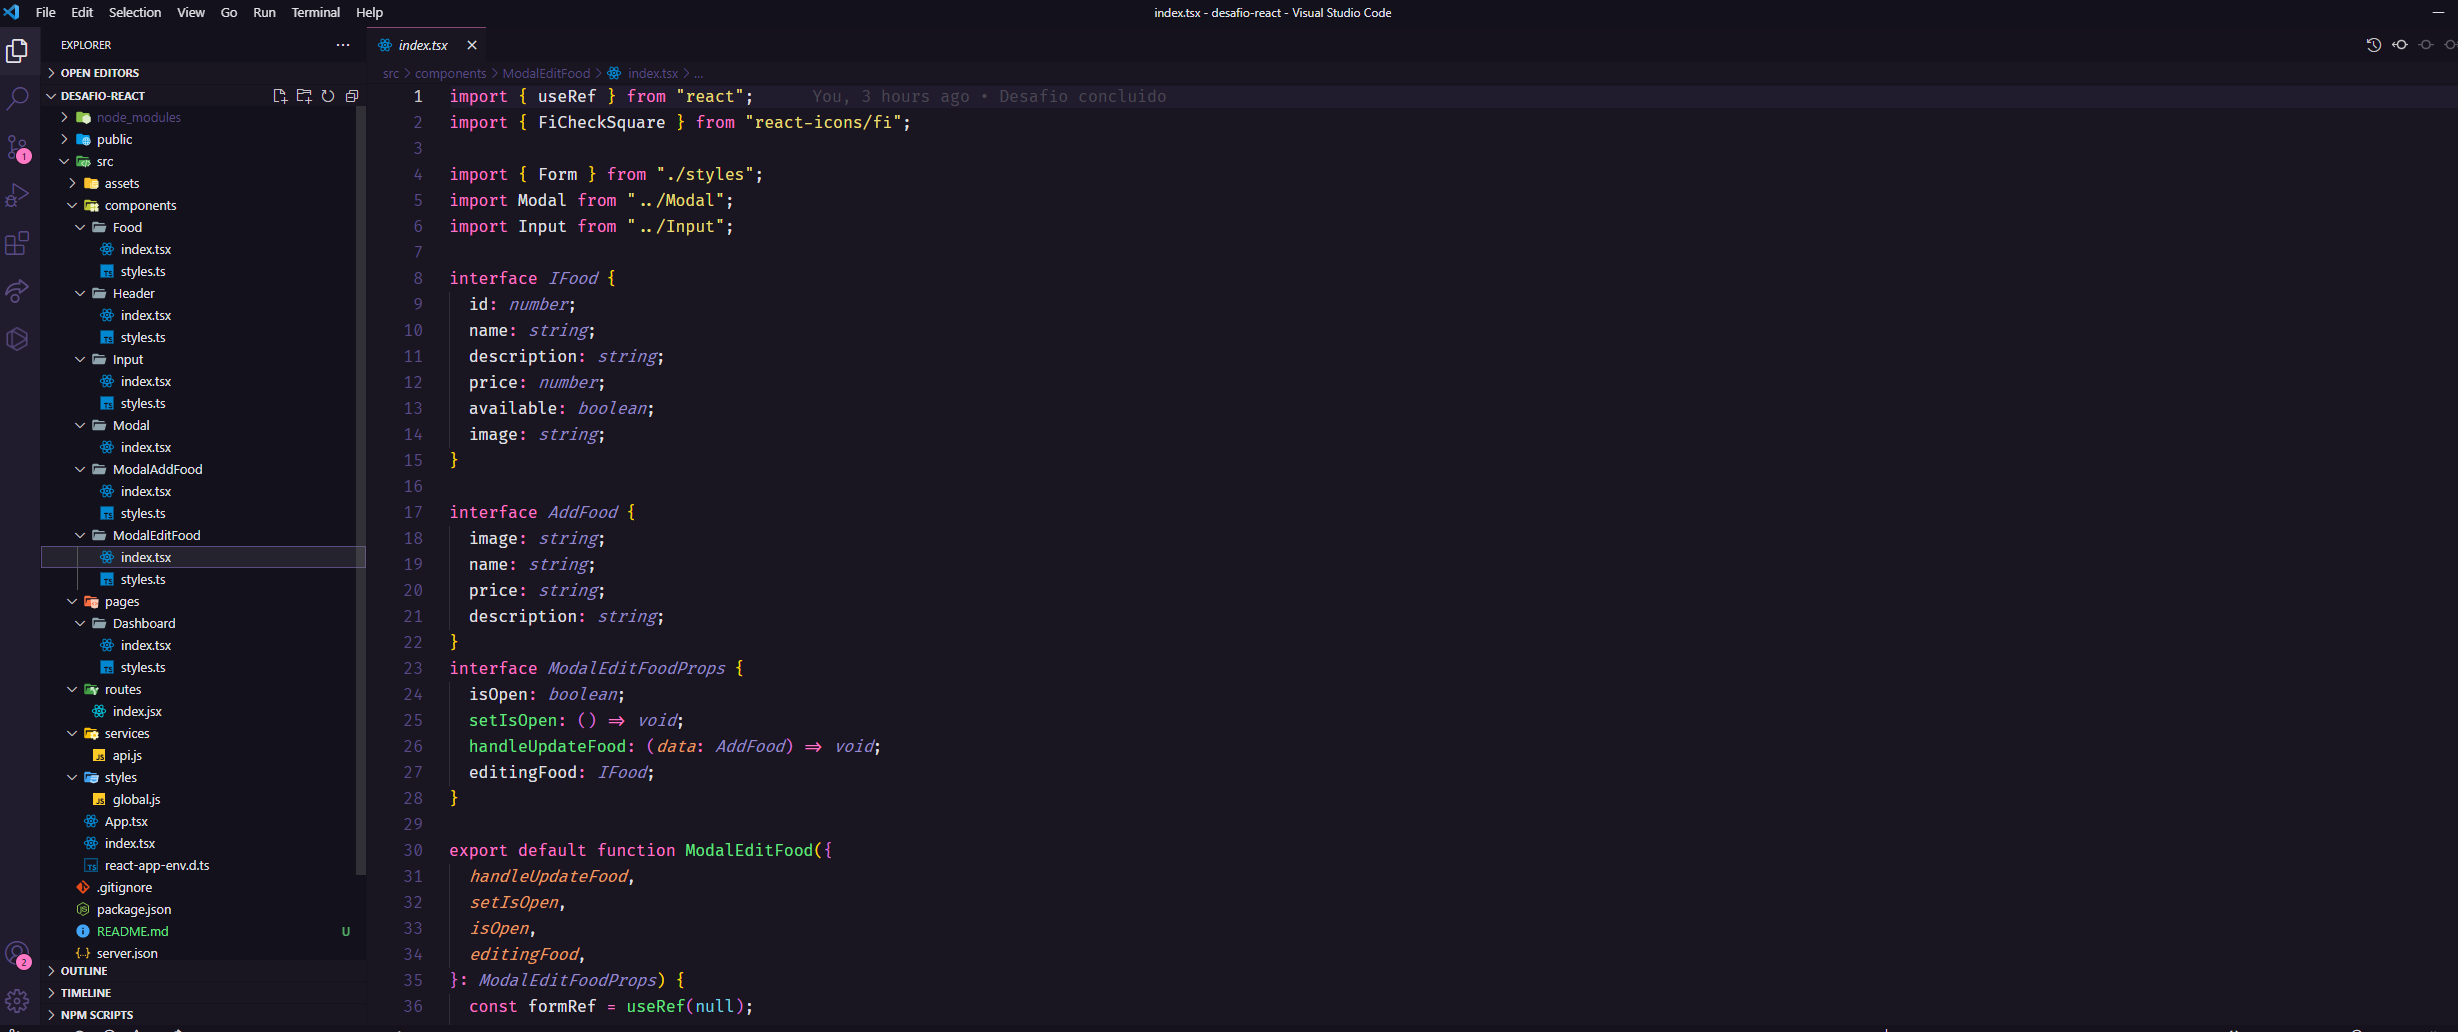 File Edit Selection View Go Run Terminal Help
index.tsx - desafio-react - Visual Studio Code
EXPLORER
OPEN EDITORS
DESAFIO-REACT
node_modules
public
src
assets
components
Food
index.tsx
styles.ts
Header
index.tsx
styles.ts
Input
index.tsx
styles.ts
Modal
index.tsx
ModalAddFood
index.tsx
styles.ts
ModalEditFood
index.tsx
styles.ts
pages
Dashboard
index.tsx
styles.ts
routes
index.jsx
services
api.js
styles
global.js
App.tsx
index.tsx
react-app-env.d.ts
.gitignore
package.json
README.md U
server.json
OUTLINE
TIMELINE
NPM SCRIPTS
1
2
index.tsx
src > components > ModalEditFood > index.tsx > ...
1 import { useRef } from "react"; You, 3 hours ago • Desafio concluido
2 import { FiCheckSquare } from "react-icons/fi";
3
4 import { Form } from "./styles";
5 import Modal from "../Modal";
6 import Input from "../Input";
7
8 interface IFood {
9 id: number;
10 name: string;
11 description: string;
12 price: number;
13 available: boolean;
14 image: string;
15 }
16
17 interface AddFood {
18 image: string;
19 name: string;
20 price: string;
21 description: string;
22 }
23 interface ModalEditFoodProps {
24 isOpen: boolean;
25 setIsOpen: () => void;
26 handleUpdateFood: (data: AddFood) => void;
27 editingFood: IFood;
28 }
29
30 export default function ModalEditFood({
31 handleUpdateFood,
32 setIsOpen,
33 isOpen,
34 editingFood,
35 }: ModalEditFoodProps) {
36 const formRef = useRef(null);